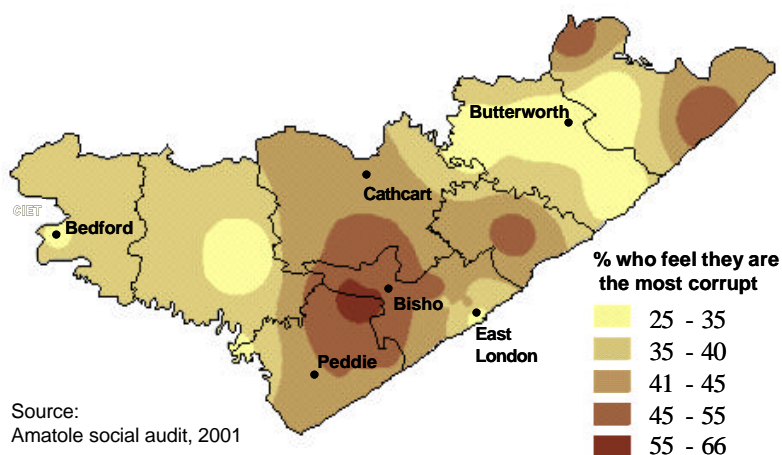 Butterworth
Cathcart
CIET
Bedford
% who feel they are
the most corrupt
Bisho
25 - 35
East
London
35 - 40
Peddie
41 - 45
45 - 55
55 - 66
Source:
Amatole social audit, 2001